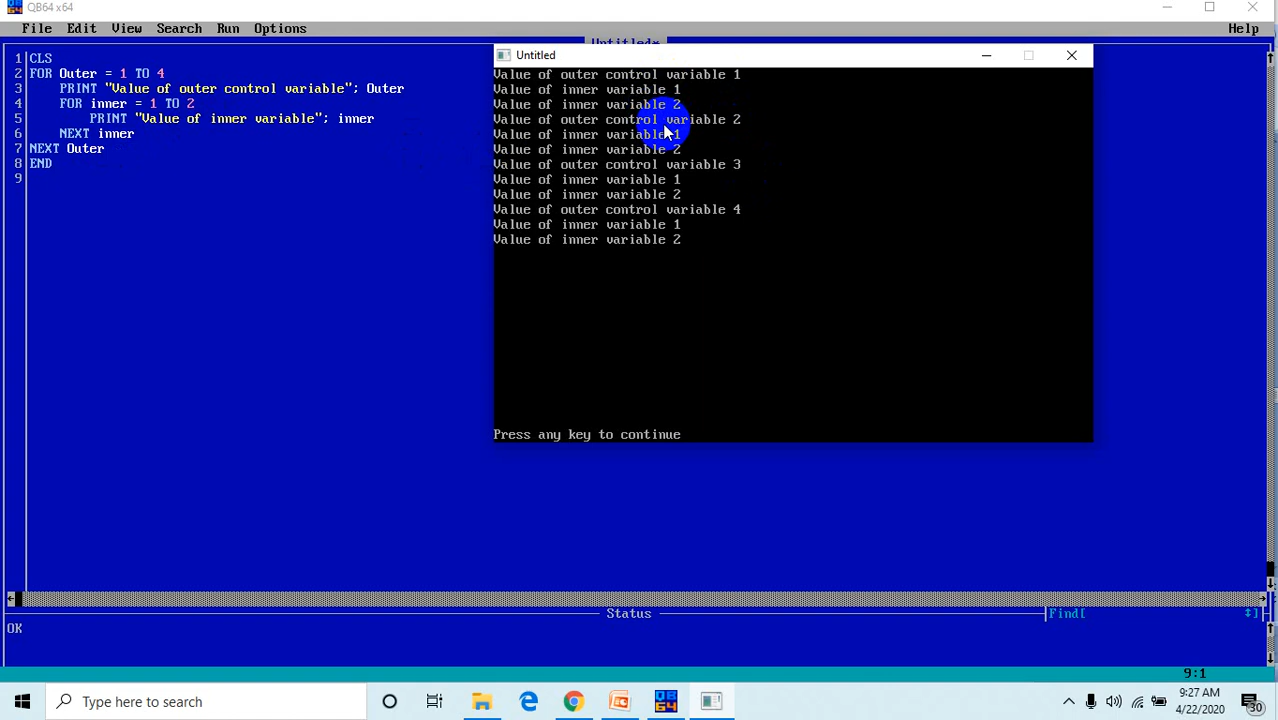 QB64 x64
File Edit View Search Run Options Help
Untitled*
1 CLS
2 FOR Outer = 1 TO 4
3 PRINT "Value of outer control variable"; Outer
4 FOR inner = 1 TO 2
5 PRINT "Value of inner variable"; inner
6 NEXT inner
7 NEXT Outer
8 END
9
Untitled
Value of outer control variable 1
Value of inner variable 1
Value of inner variable 2
Value of outer control variable 2
Value of inner variable 1
Value of inner variable 2
Value of outer control variable 3
Value of inner variable 1
Value of inner variable 2
Value of outer control variable 4
Value of inner variable 1
Value of inner variable 2
Press any key to continue
Status
Find[ ]
OK
9:1
Type here to search
QB
64
9:27 AM
4/22/2020
30